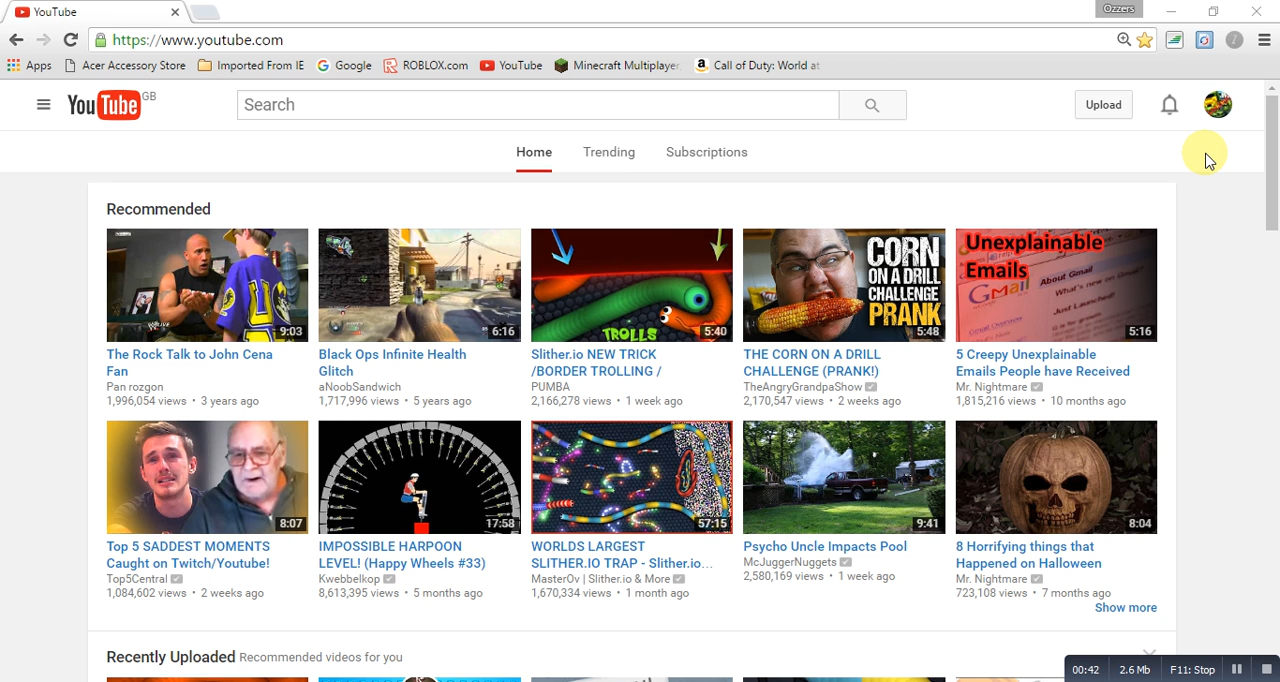 YouTube
Ozzers
https://www.youtube.com
Apps
Acer Accessory Store
Imported From IE
Google
ROBLOX.com
YouTube
Minecraft Multiplayer
Call of Duty: World at
YouTube GB
Search
Upload
Home
Trending
Subscriptions
Recommended
9:03
6:16
TROLLS
5:40
CORN
ON A DRILL
CHALLENGE
PRANK
5:48
Unexplainable
Emails
About Gmail
What's new on Gmail
Just Launched!
Gmail
5:16
The Rock Talk to John Cena
Fan
Pan rozgon
1,996,054 views • 3 years ago
Black Ops Infinite Health
Glitch
aNoobSandwich
1,717,996 views • 5 years ago
Slither.io NEW TRICK
/BORDER TROLLING /
PUMBA
2,166,278 views • 1 week ago
THE CORN ON A DRILL
CHALLENGE (PRANK!)
TheAngryGrandpaShow
2,170,547 views • 2 weeks ago
5 Creepy Unexplainable
Emails People have Received
Mr. Nightmare
1,815,216 views • 10 months ago
8:07
17:58
57:15
9:41
8:04
Top 5 SADDEST MOMENTS
Caught on Twitch/Youtube!
Top5Central
1,084,602 views • 2 weeks ago
IMPOSSIBLE HARPOON
LEVEL! (Happy Wheels #33)
Kwebbelkop
8,613,395 views • 5 months ago
WORLDS LARGEST
SLITHER.IO TRAP - Slither.io...
MasterOv | Slither.io & More
1,670,334 views • 1 month ago
Psycho Uncle Impacts Pool
McJuggerNuggets
2,580,169 views • 1 week ago
8 Horrifying things that
Happened on Halloween
Mr. Nightmare
723,108 views • 7 months ago
Show more
Recently Uploaded Recommended videos for you
00:42
2.6 Mb
F11: Stop